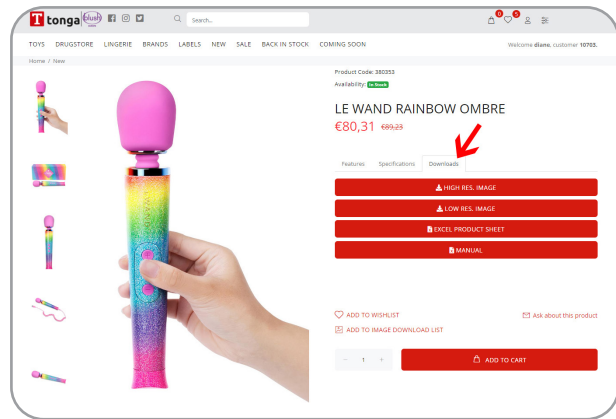 T tonga blush
Search..
0
5
TOYS DRUGSTORE LINGERIE BRANDS LABELS NEW SALE BACK IN STOCK COMING SOON
Welcome diane, customer 10703.
Home / New
Product Code: 380353
Availability: In Stock
LE WAND RAINBOW OMBRE
€80,31 €89,23
Features Specifications Downloads
HIGH RES. IMAGE
LOW RES. IMAGE
EXCEL PRODUCT SHEET
MANUAL
ADD TO WISHLIST
Ask about this product
ADD TO IMAGE DOWNLOAD LIST
− 1 +
ADD TO CART